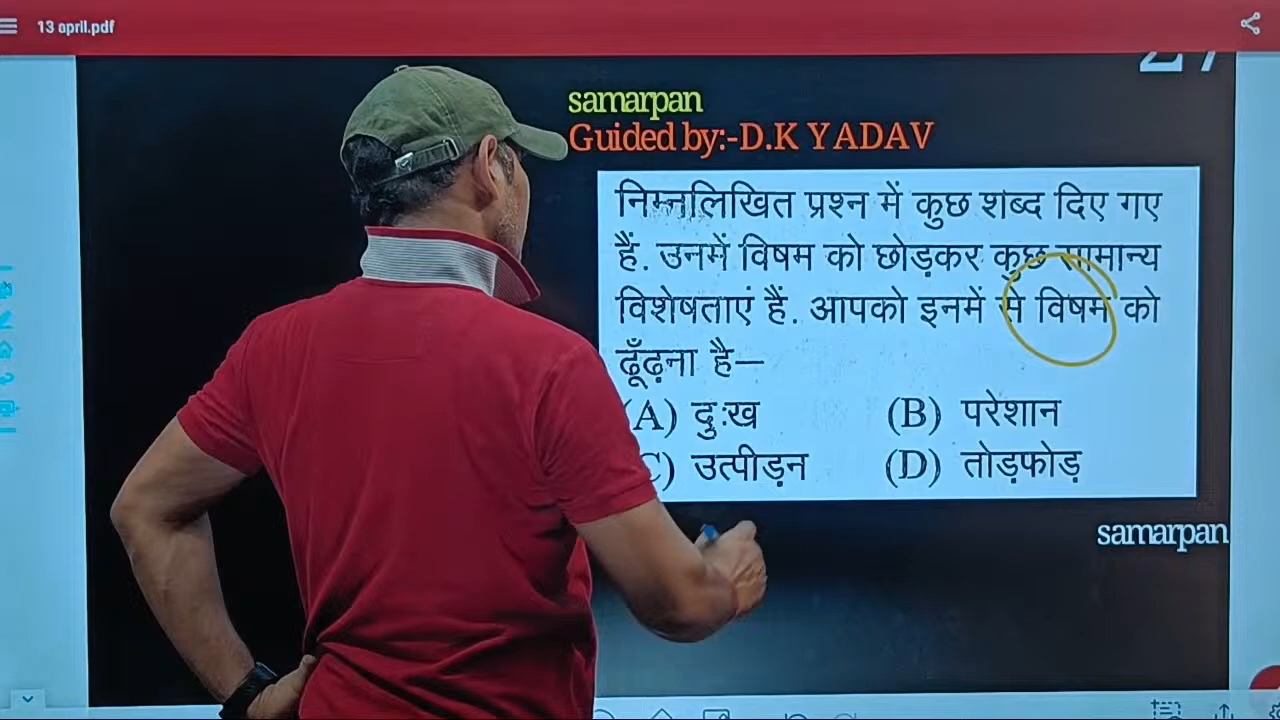 13 april.pdf
samarpan
Guided by:-D.K YADAV
निम्नलिखित प्रश्न में कुछ शब्द दिए गए
हैं. उनमें विषम को छोड़कर कुछ सामान्य
विशेषताएं हैं. आपको इनमें से विषम को
ढूँढ़ना है—
(A) दुःख (B) परेशान
C) उत्पीड़न (D) तोड़फोड़
samarpan